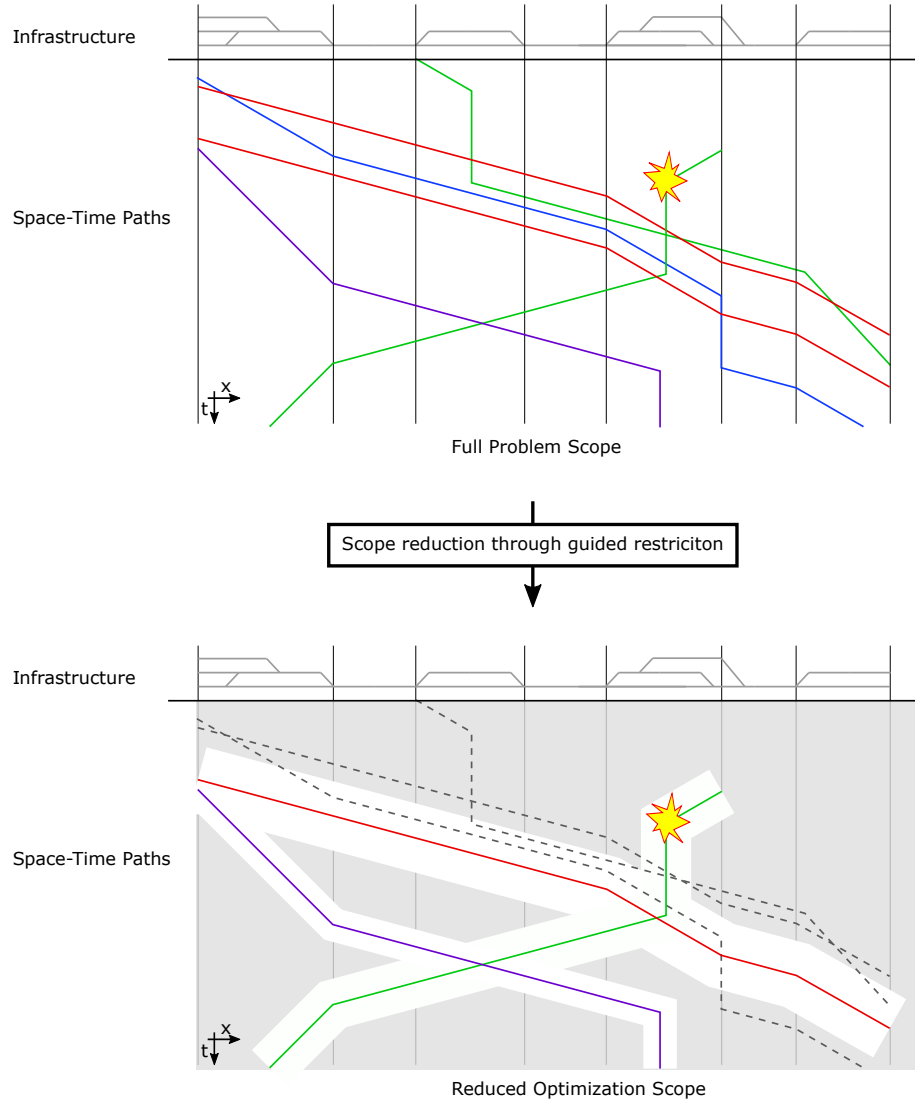 Infrastructure
Space-Time Paths
x
t
Full Problem Scope
Scope reduction through guided restriciton
Infrastructure
Space-Time Paths
x
t
Reduced Optimization Scope